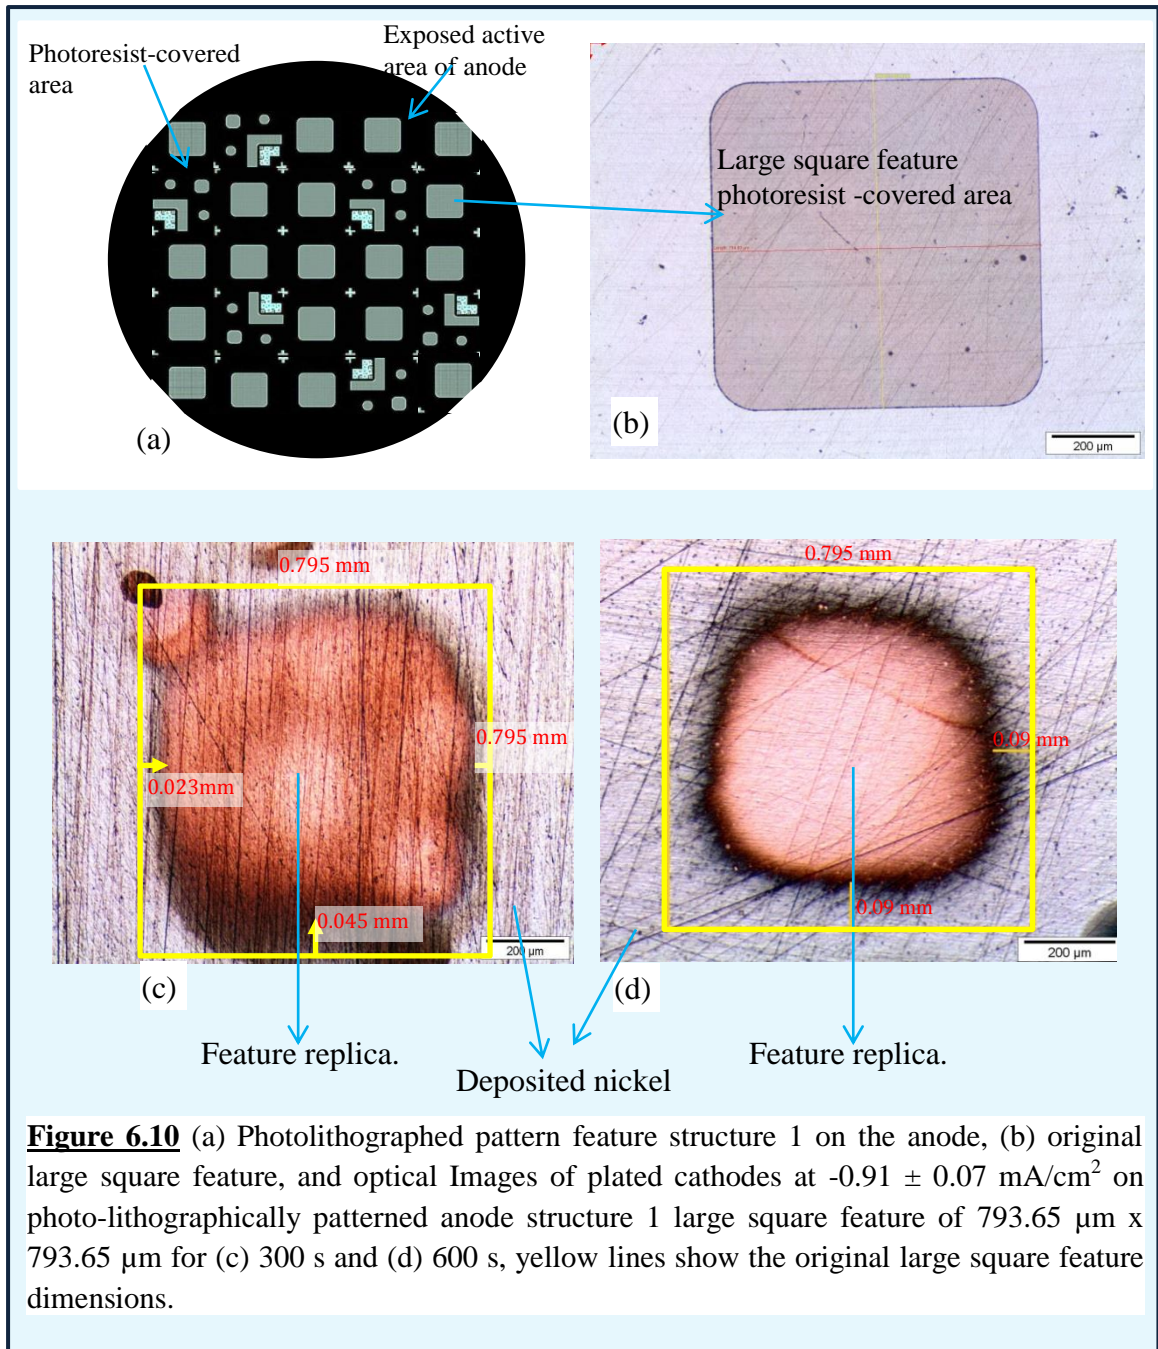 Photoresist-covered
area
Exposed active
area of anode
(a)
Large square feature
photoresist -covered area
(b)
200 µm
0.795 mm
0.795 mm
0.023mm
0.045 mm
200 µm
(c)
0.795 mm
0.09 mm
0.09 mm
200 µm
(d)
Feature replica.
Feature replica.
Deposited nickel
Figure 6.10 (a) Photolithographed pattern feature structure 1 on the anode, (b) original
large square feature, and optical Images of plated cathodes at -0.91 ± 0.07 mA/cm² on
photo-lithographically patterned anode structure 1 large square feature of 793.65 µm x
793.65 µm for (c) 300 s and (d) 600 s, yellow lines show the original large square feature
dimensions.